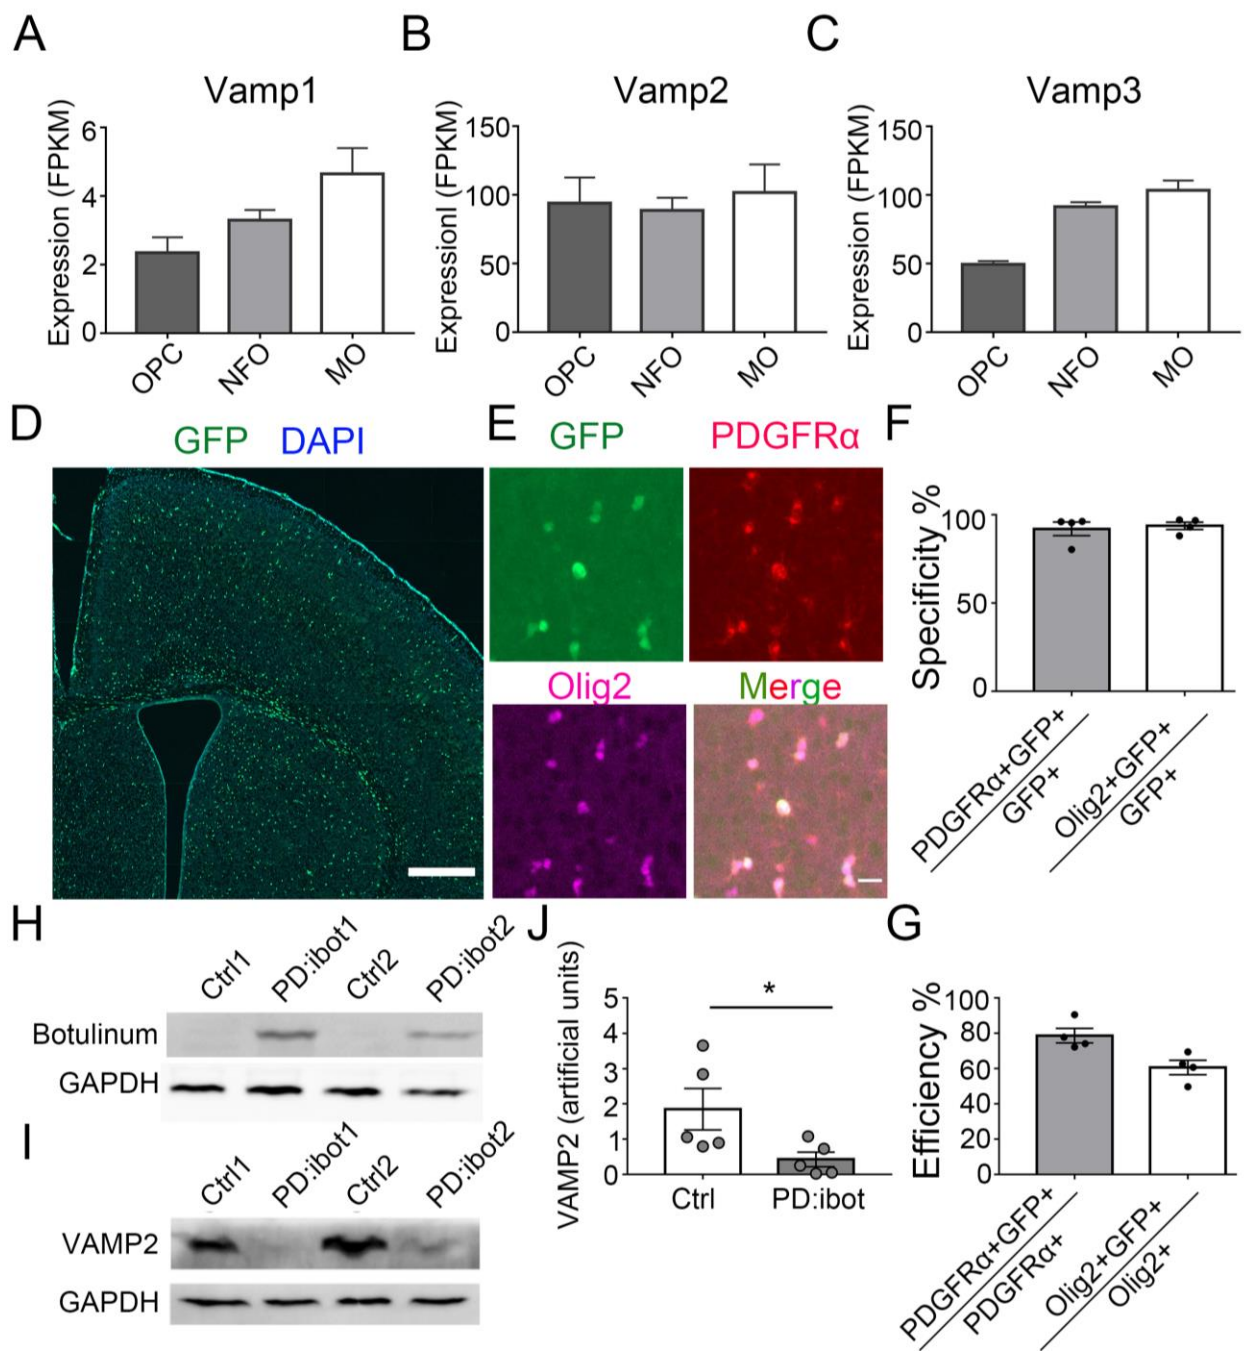 A
B
C
Vamp1
Vamp2
Vamp3
Expression (FPKM)
6
4
2
0
OPC
NFO
MO
Expressionl (FPKM)
150
100
50
0
OPC
NFO
MO
Expression (FPKM)
150
100
50
0
OPC
NFO
MO
D
GFP DAPI
E
GFP
PDGFRα
Olig2
Merge
F
Specificity %
100
50
0
PDGFRα+GFP+
GFP+
Olig2+GFP+
GFP+
H
Ctrl1
PD:ibot1
Ctrl2
PD:ibot2
Botulinum
GAPDH
I
Ctrl1
PD:ibot1
Ctrl2
PD:ibot2
VAMP2
GAPDH
J
VAMP2 (artificial units)
5
4
3
2
1
0
*
Ctrl
PD:ibot
G
Efficiency %
100
80
60
40
20
0
PDGFRα+GFP+
PDGFRα+
Olig2+GFP+
Olig2+